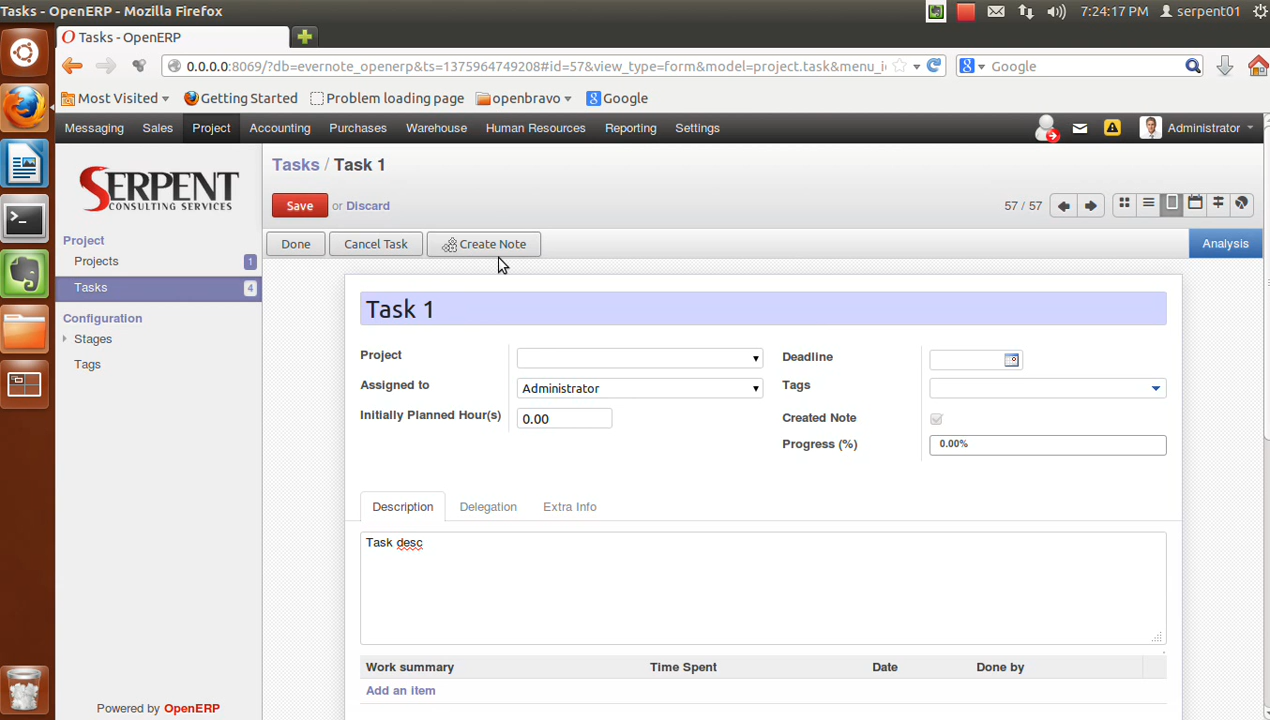 Tasks - OpenERP - Mozilla Firefox
7:24:17 PM
serpent01
Tasks - OpenERP
0.0.0.0:8069/?db=evernote_openerp&ts=1375964749208#id=57&view_type=form&model=project.task&menu_i
Google
Most Visited
Getting Started
Problem loading page
openbravo
Google
Messaging
Sales
Project
Accounting
Purchases
Warehouse
Human Resources
Reporting
Settings
Administrator
SERPENT
CONSULTING SERVICES
Tasks / Task 1
Save or Discard
57 / 57
Done
Cancel Task
Create Note
Analysis
Project
Projects 1
Tasks 4
Configuration
Stages
Tags
Task 1
Project
Assigned to Administrator
Initially Planned Hour(s) 0.00
Deadline
Tags
Created Note
Progress (%) 0.00%
Description
Delegation
Extra Info
Task desc
Work summary Time Spent Date Done by
Add an item
Powered by OpenERP